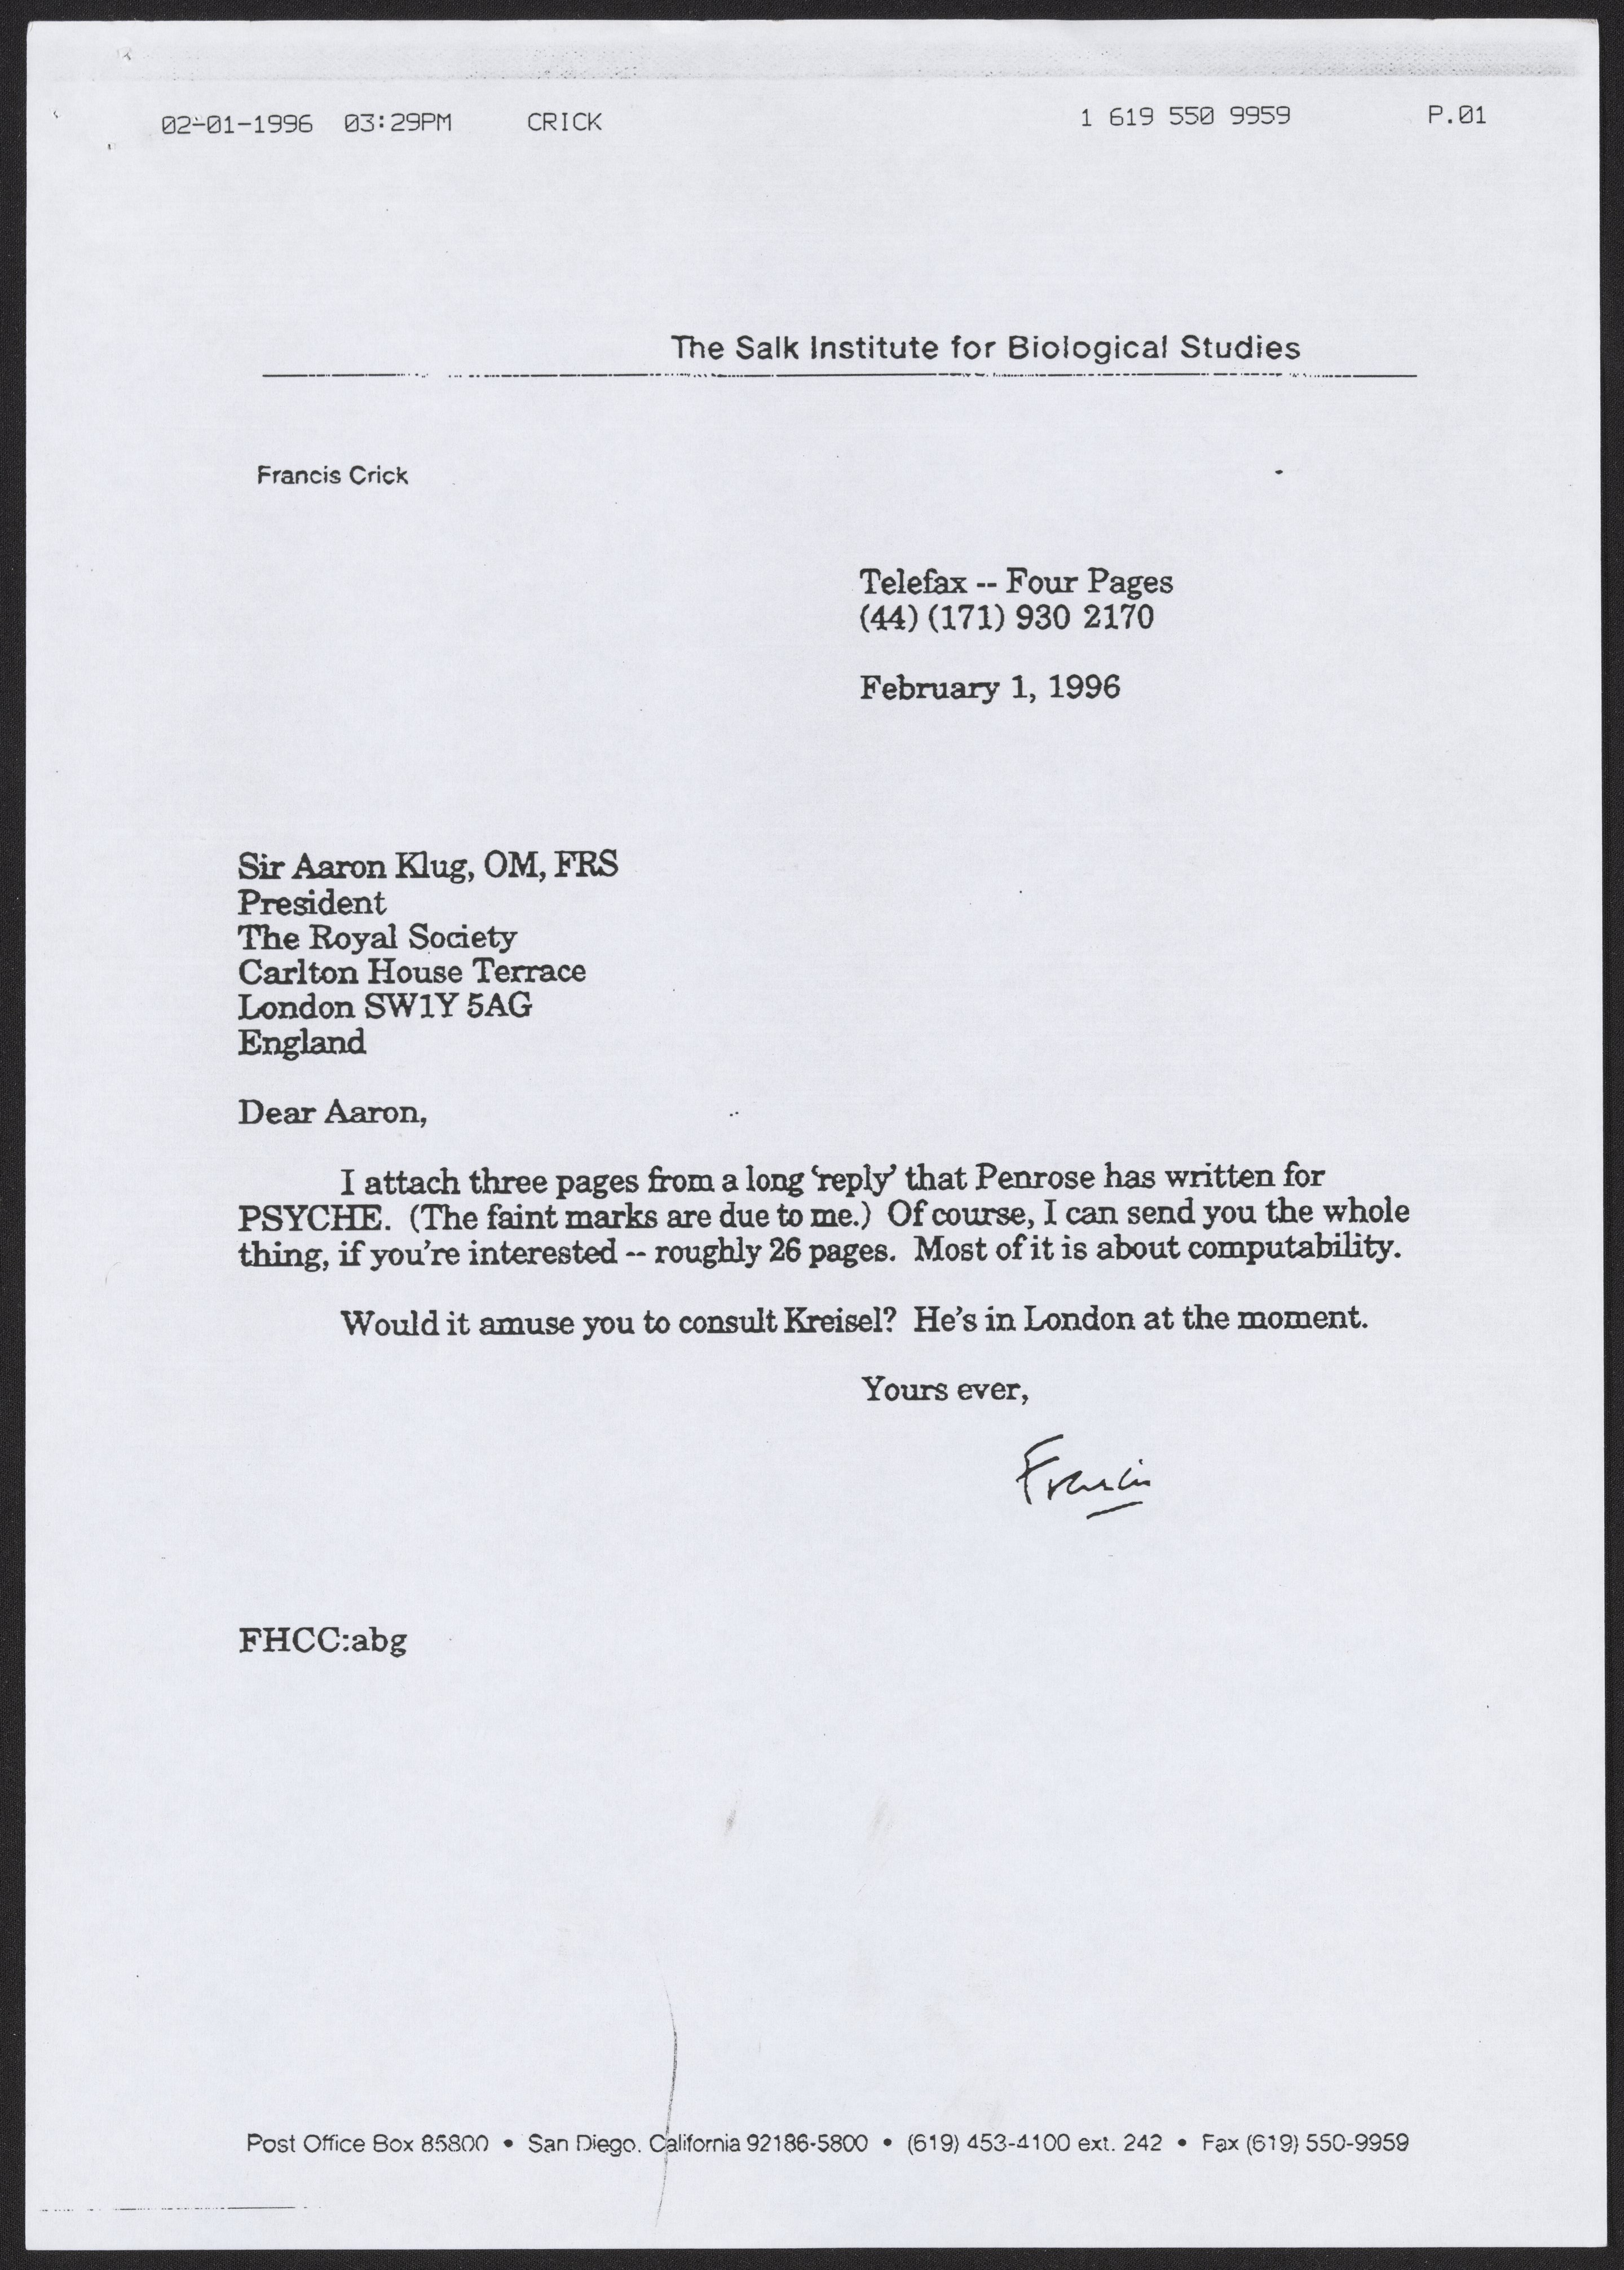 02-01-1996 03:29PM CRICK 1 619 550 9959 P.01
The Salk Institute for Biological Studies
Francis Crick
Telefax -- Four Pages
(44) (171) 930 2170
February 1, 1996
Sir Aaron Klug, OM, FRS
President
The Royal Society
Carlton House Terrace
London SW1Y 5AG
England
Dear Aaron,
I attach three pages from a long 'reply' that Penrose has written for
PSYCHE. (The faint marks are due to me.) Of course, I can send you the whole
thing, if you're interested -- roughly 26 pages. Most of it is about computability.
Would it amuse you to consult Kreisel? He's in London at the moment.
Yours ever,
Francis
FHCC:abg
Post Office Box 85800 • San Diego, California 92186-5800 • (619) 453-4100 ext. 242 • Fax (619) 550-9959